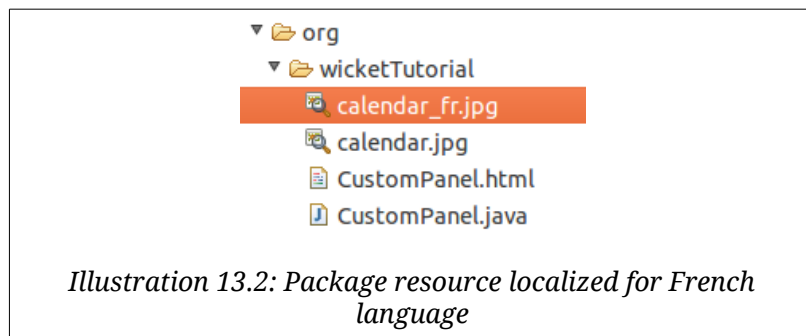 org
wicketTutorial
calendar_fr.jpg
calendar.jpg
CustomPanel.html
CustomPanel.java
Illustration 13.2: Package resource localized for French
language